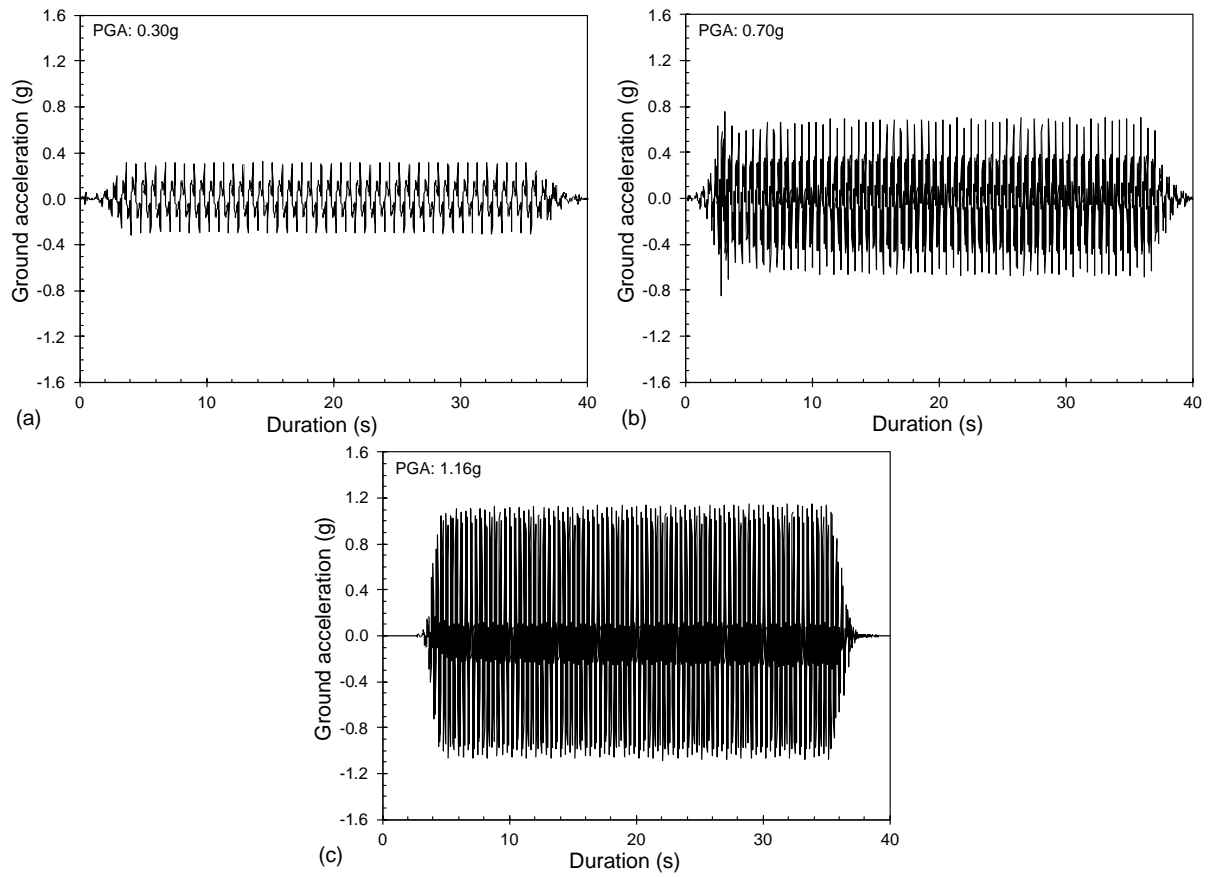 PGA: 0.30g
1.6
1.2
0.8
0.4
0.0
-0.4
-0.8
-1.2
-1.6
Ground acceleration (g)
0 10 20 30 40
Duration (s)
(a)
PGA: 0.70g
1.6
1.2
0.8
0.4
0.0
-0.4
-0.8
-1.2
-1.6
Ground acceleration (g)
0 10 20 30 40
Duration (s)
(b)
PGA: 1.16g
1.6
1.2
0.8
0.4
0.0
-0.4
-0.8
-1.2
-1.6
Ground acceleration (g)
0 10 20 30 40
Duration (s)
(c)